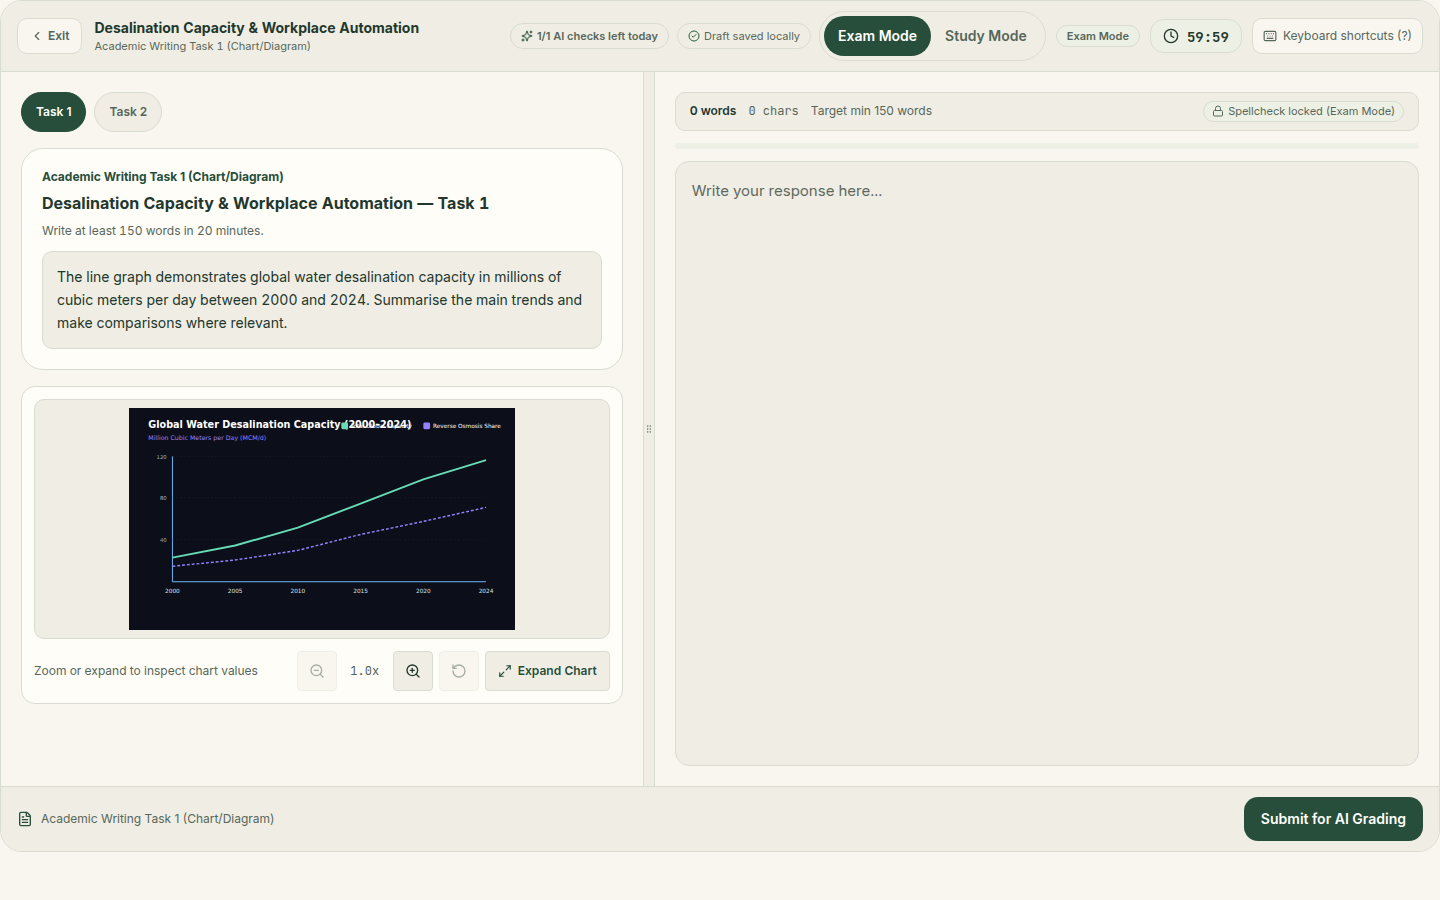 Exit
Desalination Capacity & Workplace Automation
Academic Writing Task 1 (Chart/Diagram)
1/1 AI checks left today
Draft saved locally
Exam Mode
Study Mode
Exam Mode
59:59
Keyboard shortcuts (?)
Task 1
Task 2
Academic Writing Task 1 (Chart/Diagram)
Desalination Capacity & Workplace Automation — Task 1
Write at least 150 words in 20 minutes.
The line graph demonstrates global water desalination capacity in millions of
cubic meters per day between 2000 and 2024. Summarise the main trends and
make comparisons where relevant.
Global Water Desalination Capacity (2000-2024)
Reverse Osmosis Share
Million Cubic Meters per Day (MCM/d)
120
80
40
2000
2005
2010
2015
2020
2024
Zoom or expand to inspect chart values
1.0x
Expand Chart
0 words
0 chars
Target min 150 words
Spellcheck locked (Exam Mode)
Write your response here...
Academic Writing Task 1 (Chart/Diagram)
Submit for AI Grading